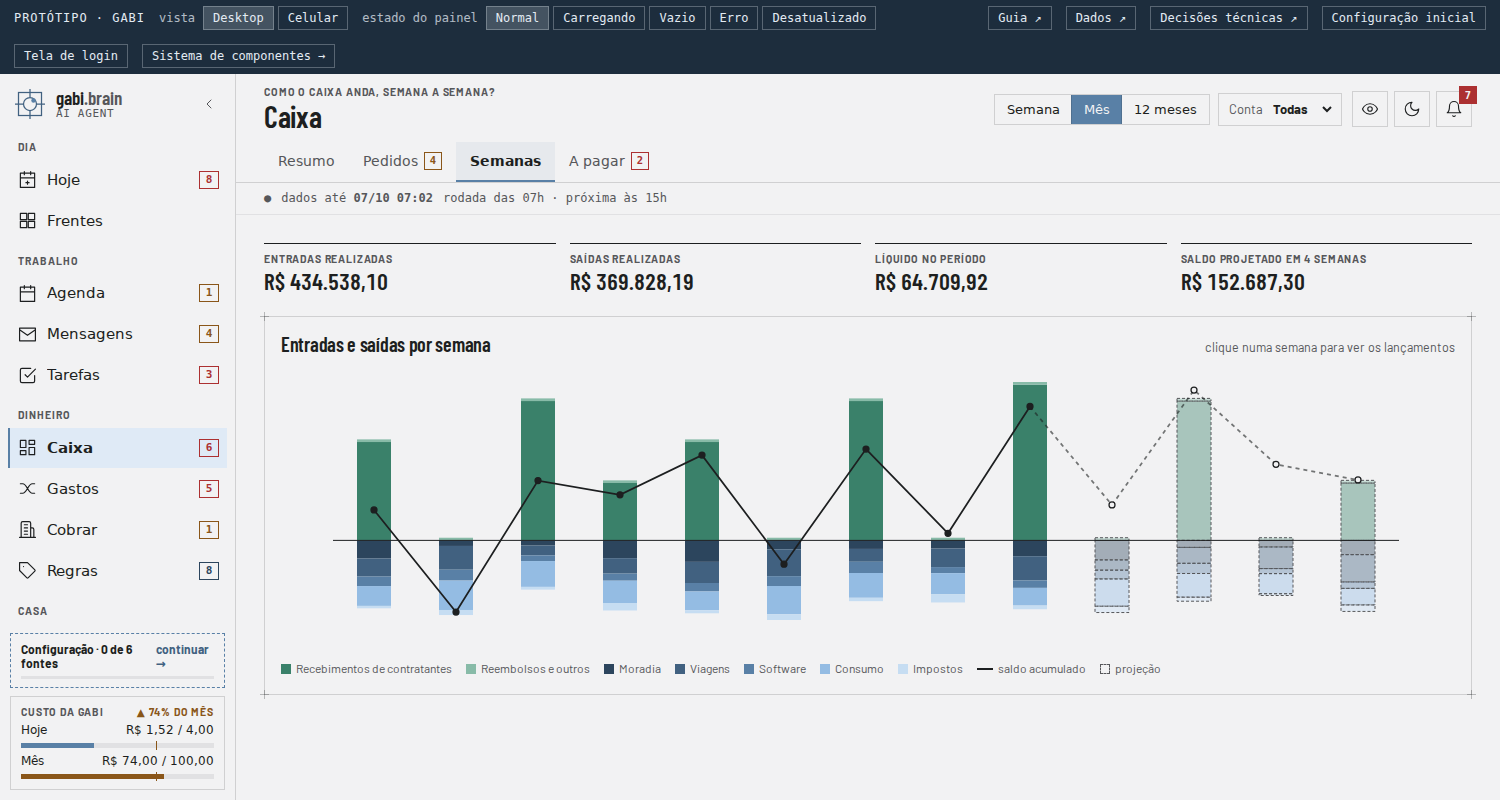 PROTÓTIPO · GABI vista Desktop Celular estado do painel Normal Carregando Vazio Erro Desatualizado Guia ↗ Dados ↗ Decisões técnicas ↗ Configuração inicial
Tela de login Sistema de componentes →
gabi.brain
AI AGENT
DIA
Hoje 8
Frentes
TRABALHO
Agenda 1
Mensagens 4
Tarefas 3
DINHEIRO
Caixa 6
Gastos 5
Cobrar 1
Regras 8
CASA
Configuração · 0 de 6 fontes continuar →
CUSTO DA GABI ▲ 74% DO MÊS
Hoje R$ 1,52 / 4,00
Mês R$ 74,00 / 100,00
COMO O CAIXA ANDA, SEMANA A SEMANA?
Caixa
Semana Mês 12 meses Conta Todas 7
Resumo Pedidos 4 Semanas A pagar 2
● dados até 07/10 07:02 rodada das 07h · próxima às 15h
ENTRADAS REALIZADAS
R$ 434.538,10
SAÍDAS REALIZADAS
R$ 369.828,19
LÍQUIDO NO PERÍODO
R$ 64.709,92
SALDO PROJETADO EM 4 SEMANAS
R$ 152.687,30
Entradas e saídas por semana
clique numa semana para ver os lançamentos
Recebimentos de contratantes Reembolsos e outros Moradia Viagens Software Consumo Impostos saldo acumulado projeção